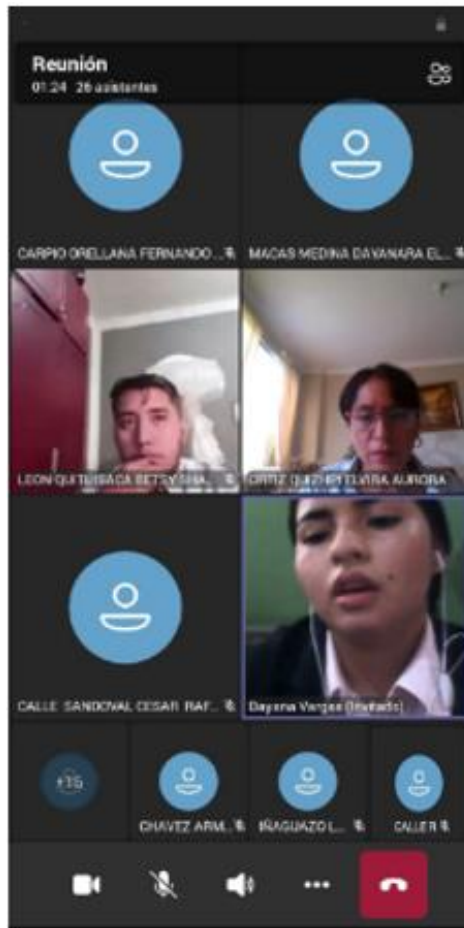 Reunión
01:24 26 asistentes
CARPIO ORELLANA FERNANDO ...
MACAS MEDINA DAYANARA EL...
LEON QUITUISACA BETSY SHA...
ORTIZ QUIZHPI ELVIRA AURORA
CALLE SANDOVAL CESAR RAF...
Dayana Vargas (Invitado)
+15
CHAVEZ ARM...
IÑAGUAZO L...
CALLE R